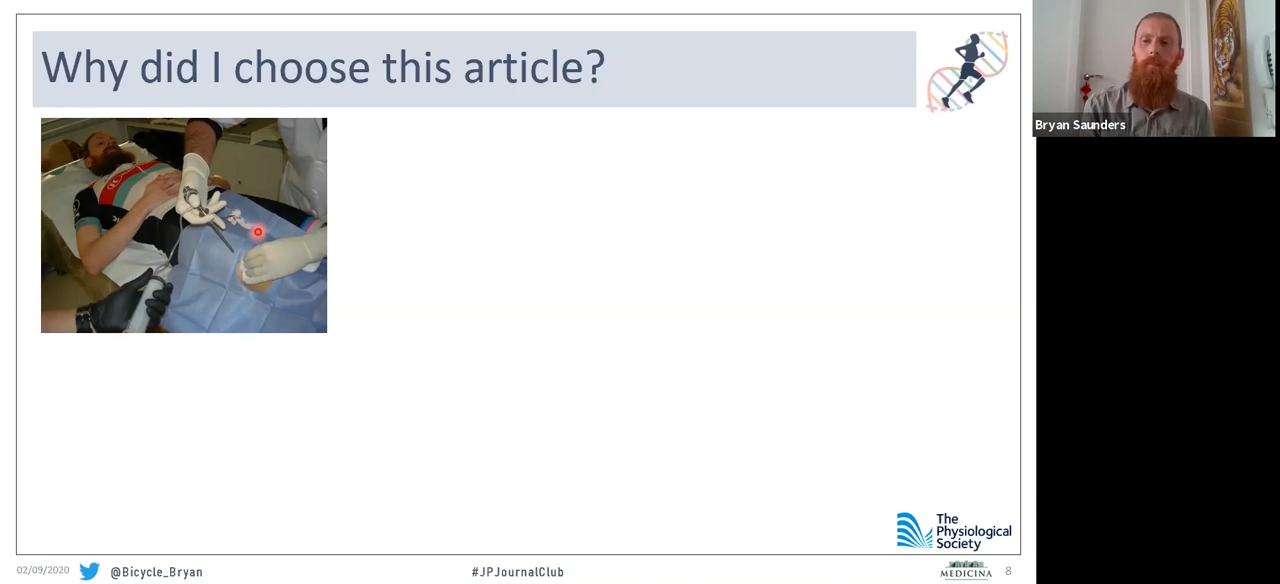 Why did I choose this article?
Bryan Saunders
The
Physiological
Society
02/09/2020
@Bicycle_Bryan
#JPJournalClub
MEDICINA
8